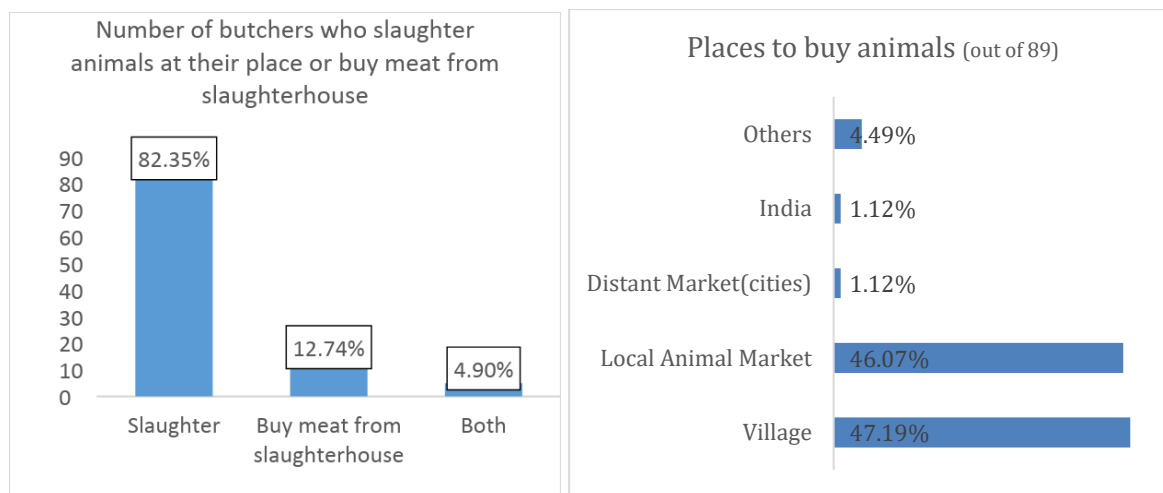 Number of butchers who slaughter
animals at their place or buy meat from
slaughterhouse
90
80
70
60
50
40
30
20
10
0
82.35%
12.74%
4.90%
Slaughter
Buy meat from
slaughterhouse
Both
Places to buy animals (out of 89)
Others
4.49%
India
1.12%
Distant Market(cities)
1.12%
Local Animal Market
46.07%
Village
47.19%